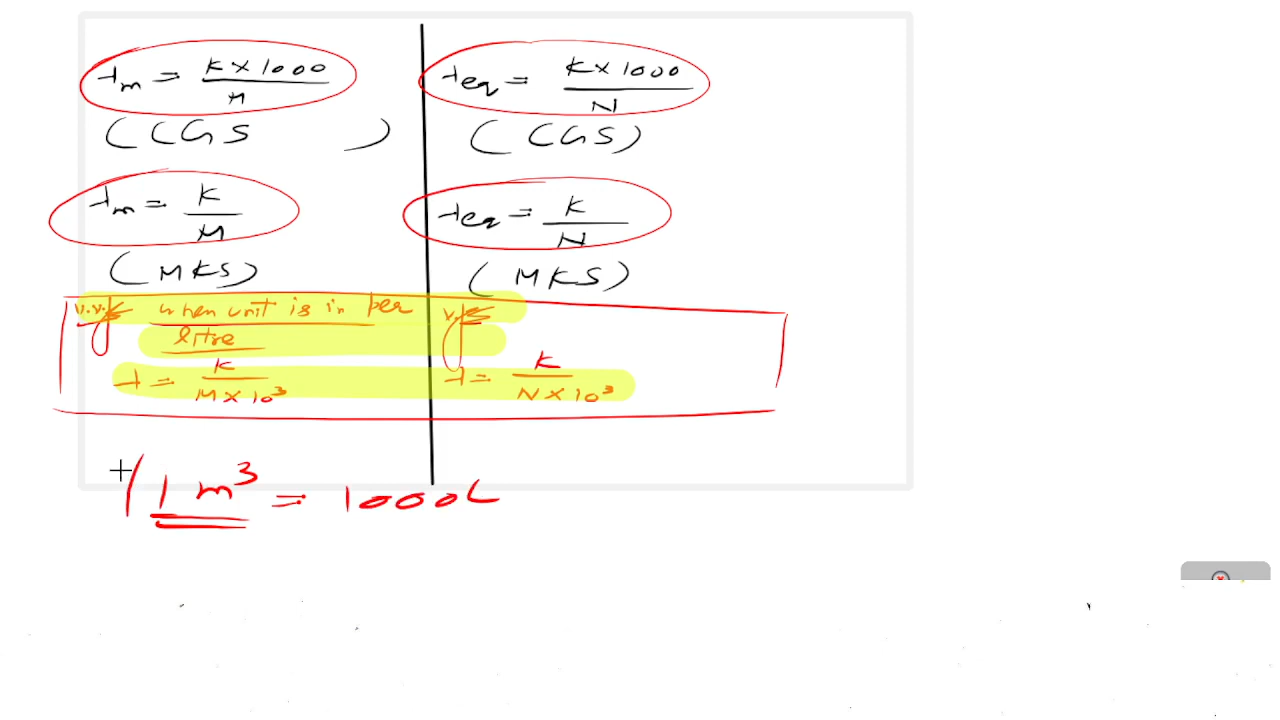 λm = K×1000 / M
(CGS )
λm = K / M
(MKS)
λeq = K×1000 / N
(CGS)
λeq = K / N
(MKS)
when unit is in per
litre
λ = K / M×10³
λ = K / N×10³
1 m³ = 1000L